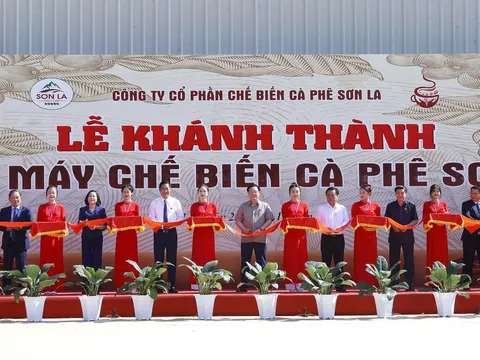 SƠN LA
CÔNG TY CỔ PHẦN CHẾ BIẾN CÀ PHÊ SƠN LA
LỄ KHÁNH THÀNH
MÁY CHẾ BIẾN CÀ PHÊ SƠ